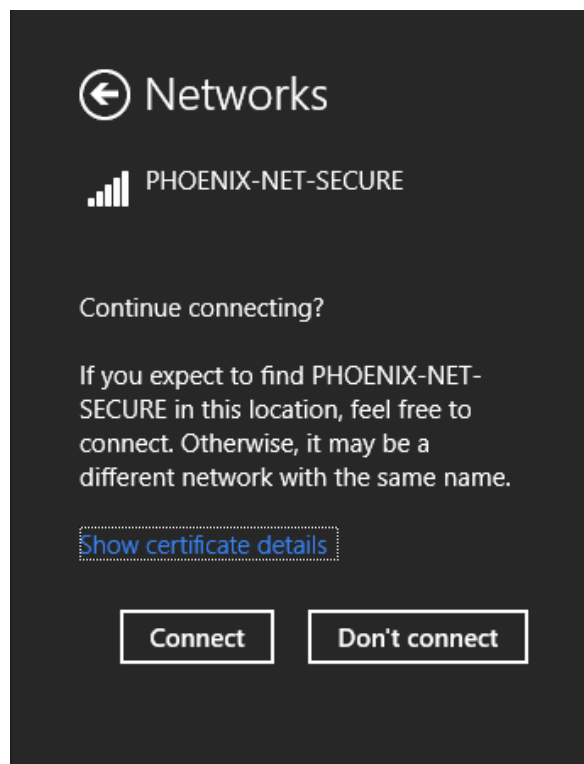 Networks
PHOENIX-NET-SECURE
Continue connecting?
If you expect to find PHOENIX-NET-
SECURE in this location, feel free to
connect. Otherwise, it may be a
different network with the same name.
Show certificate details
Connect Don't connect